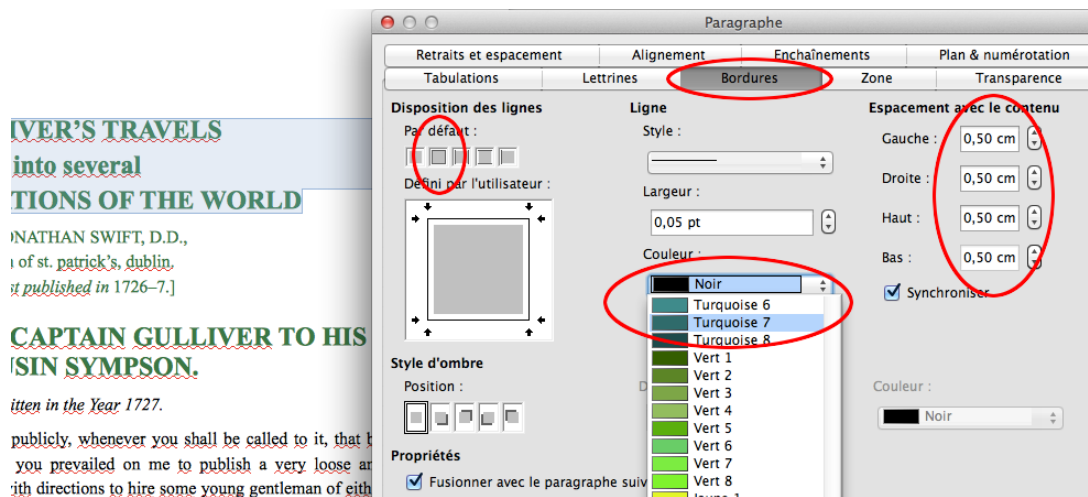 Paragraphe
Retraits et espacement Alignement Enchaînements Plan & numérotation
Tabulations Lettrines Bordures Zone Transparence
Disposition des lignes
Par défaut :
Défini par l'utilisateur :
Style d'ombre
Position :
Propriétés
Fusionner avec le paragraphe suiv
Ligne
Style :
Largeur :
0,05 pt
Couleur :
Noir
Turquoise 6
Turquoise 7
Turquoise 8
Vert 1
Vert 2
Vert 3
Vert 4
Vert 5
Vert 6
Vert 7
Vert 8
Jaune 1
Espacement avec le contenu
Gauche : 0,50 cm
Droite : 0,50 cm
Haut : 0,50 cm
Bas : 0,50 cm
Synchroniser
Couleur :
Noir
IVER'S TRAVELS
into several
TIONS OF THE WORLD
ONATHAN SWIFT, D.D.,
of st. patrick's, dublin,
st published in 1726–7.]
CAPTAIN GULLIVER TO HIS
SIN SYMPSON.
itten in the Year 1727.
publicly, whenever you shall be called to it, that
you prevailed on me to publish a very loose
with directions to hire some young gentleman of eith